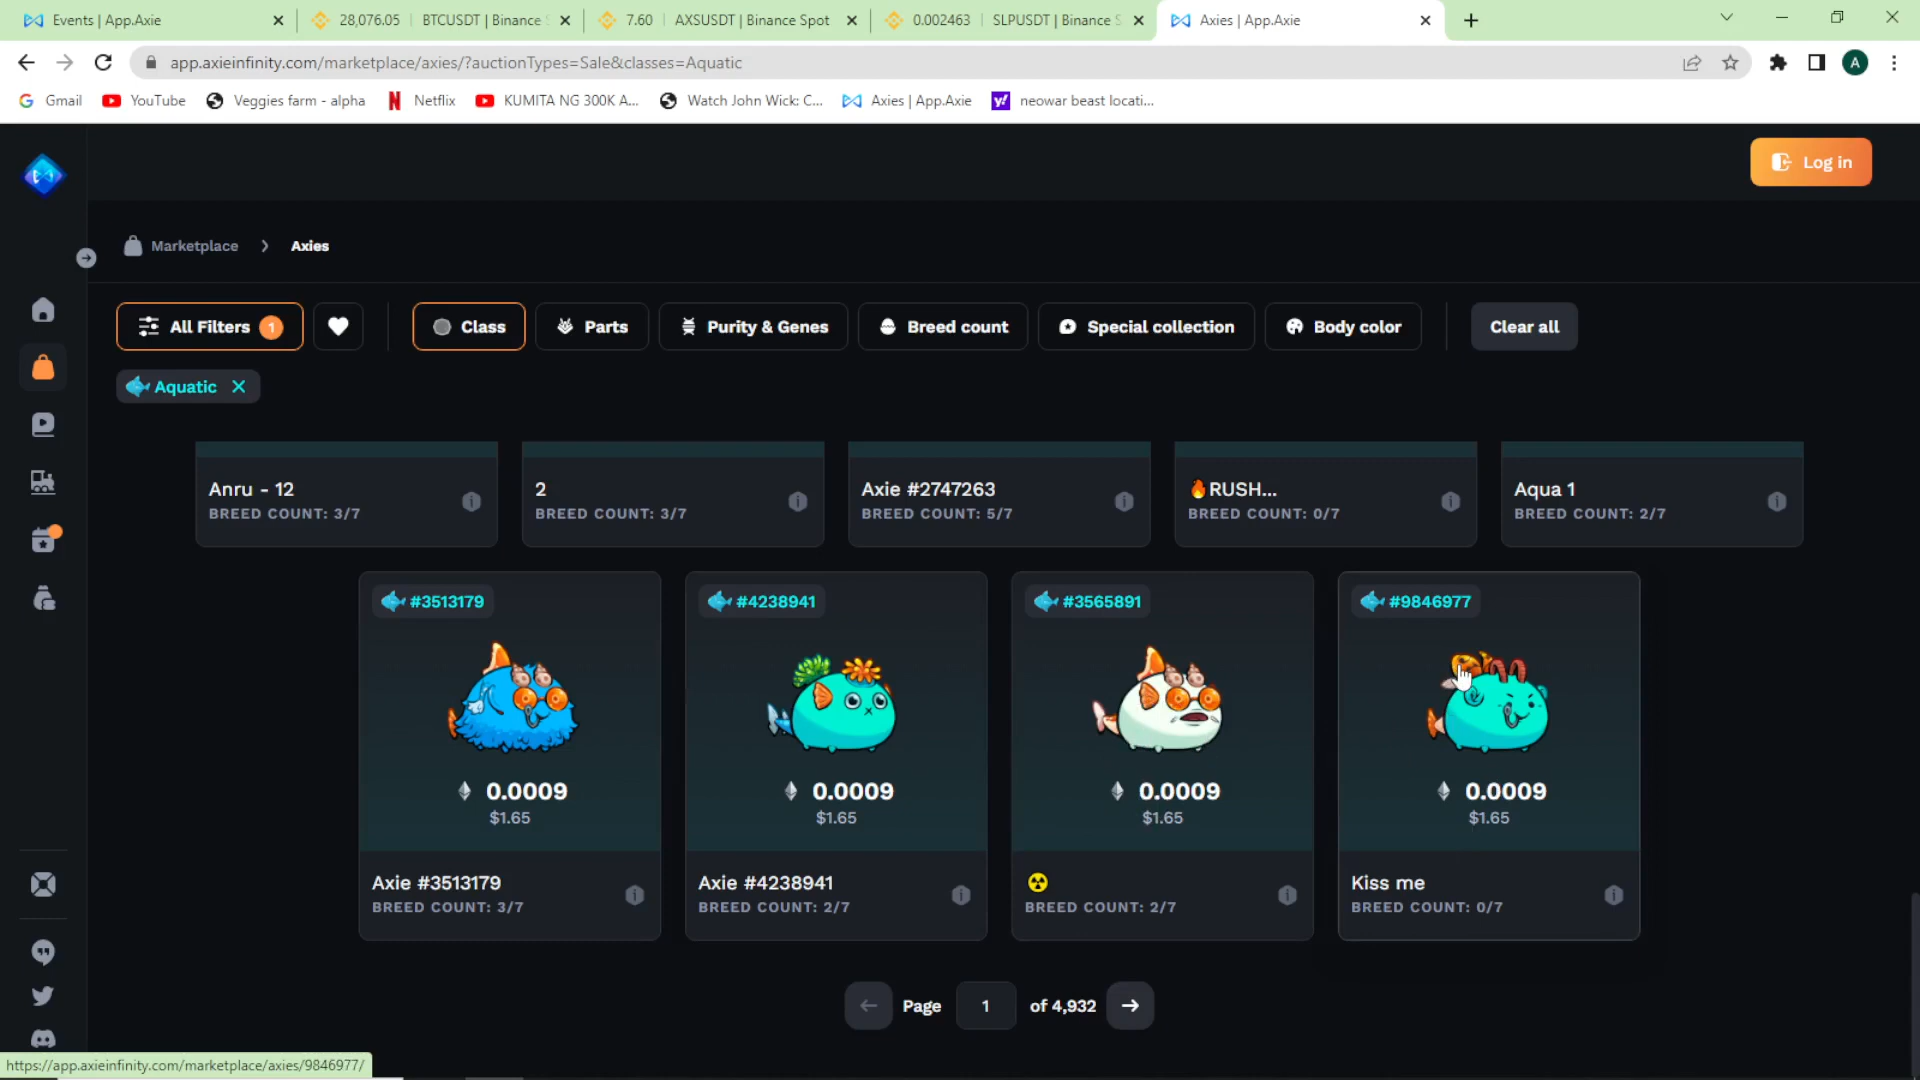 Events | App.Axie
28,076.05 | BTCUSDT | Binance S
7.60 | AXSUSDT | Binance Spot
0.002463 | SLPUSDT | Binance S
Axies | App.Axie
app.axieinfinity.com/marketplace/axies/?auctionTypes=Sale&classes=Aquatic
A
Gmail
YouTube
Veggies farm - alpha
Netflix
KUMITA NG 300K A...
Watch John Wick: C...
Axies | App.Axie
neowar beast locati...
Log in
Marketplace > Axies
All Filters 1
Class
Parts
Purity & Genes
Breed count
Special collection
Body color
Clear all
Aquatic
Anru - 12
BREED COUNT: 3/7
2
BREED COUNT: 3/7
Axie #2747263
BREED COUNT: 5/7
🔥RUSH...
BREED COUNT: 0/7
Aqua 1
BREED COUNT: 2/7
#3513179
0.0009
$1.65
Axie #3513179
BREED COUNT: 3/7
#4238941
0.0009
$1.65
Axie #4238941
BREED COUNT: 2/7
#3565891
0.0009
$1.65
☢
BREED COUNT: 2/7
#9846977
0.0009
$1.65
Kiss me
BREED COUNT: 0/7
Page 1 of 4,932
https://app.axieinfinity.com/marketplace/axies/9846977/